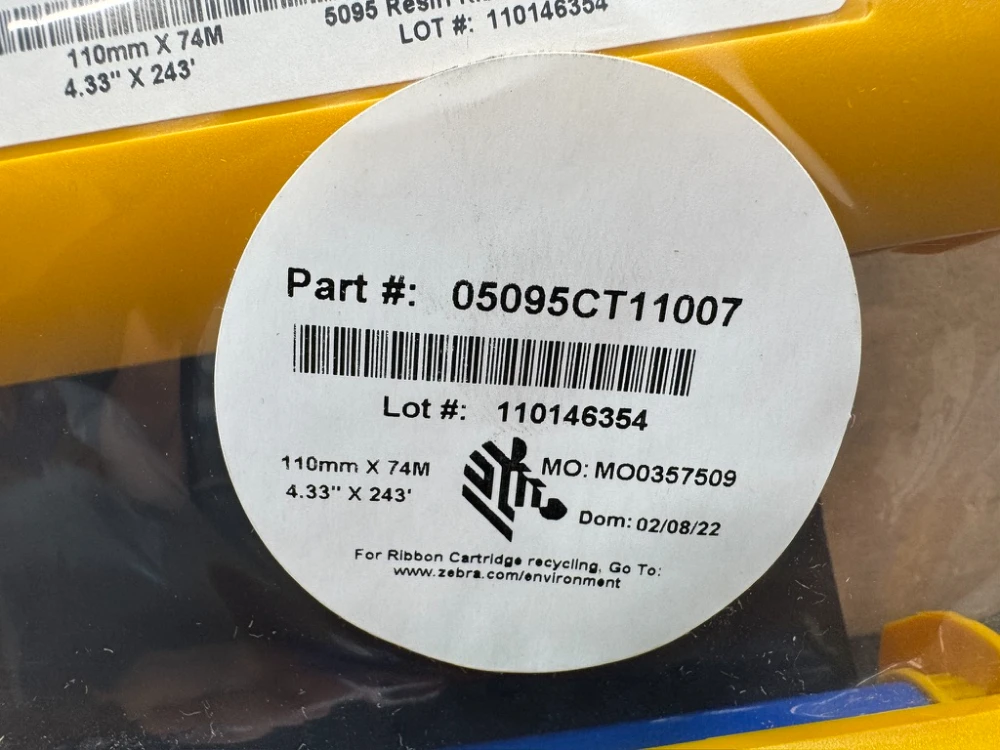 5095 Resin
110mm X 74M
LOT #: 110146354
4.33" X 243'
Part #: 05095CT11007
Lot #: 110146354
110mm X 74M
MO: MO0357509
4.33" X 243'
Dom: 02/08/22
For Ribbon Cartridge recycling, Go To:
www.zebra.com/environment